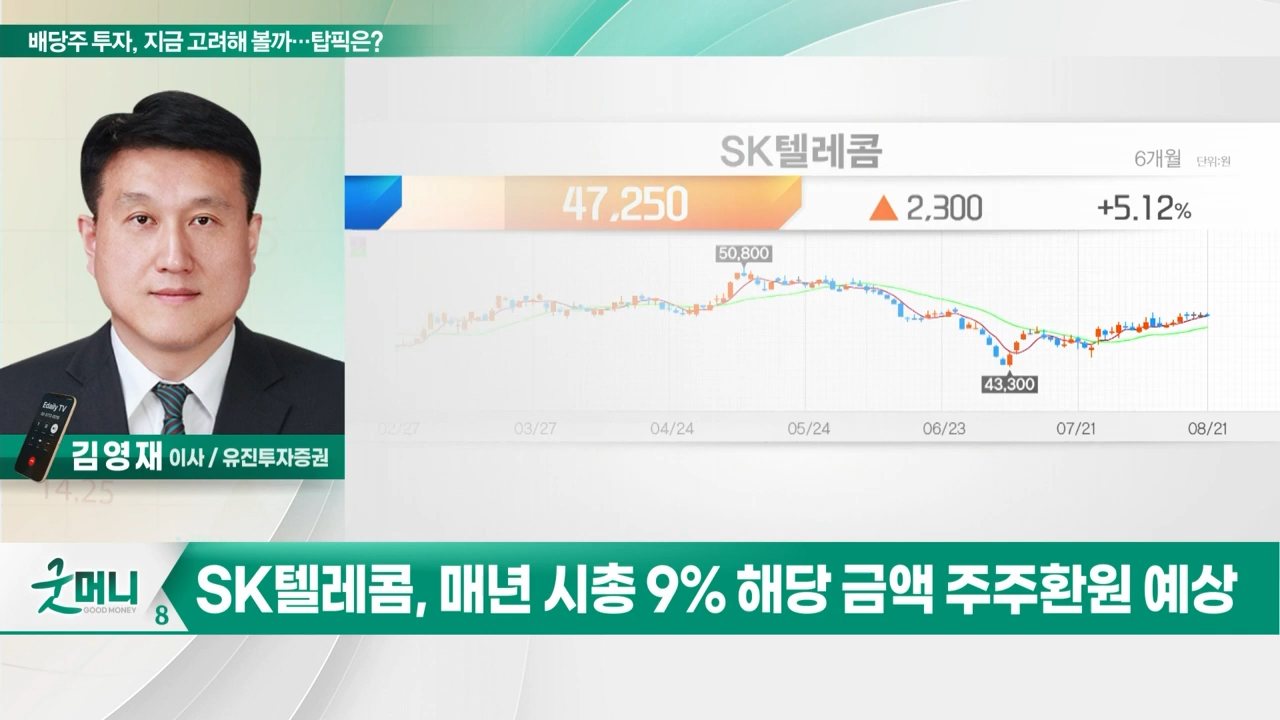 배당주 투자, 지금 고려해 볼까…탑픽은?
SK텔레콤
6개월 단위:원
47,250 ▲ 2,300 +5.12%
50,800
43,300
02/27 03/27 04/24 05/24 06/23 07/21 08/21
Edaily TV
김영재 이사 / 유진투자증권
14.25
굿머니
GOOD MONEY
8
SK텔레콤, 매년 시총 9% 해당 금액 주주환원 예상